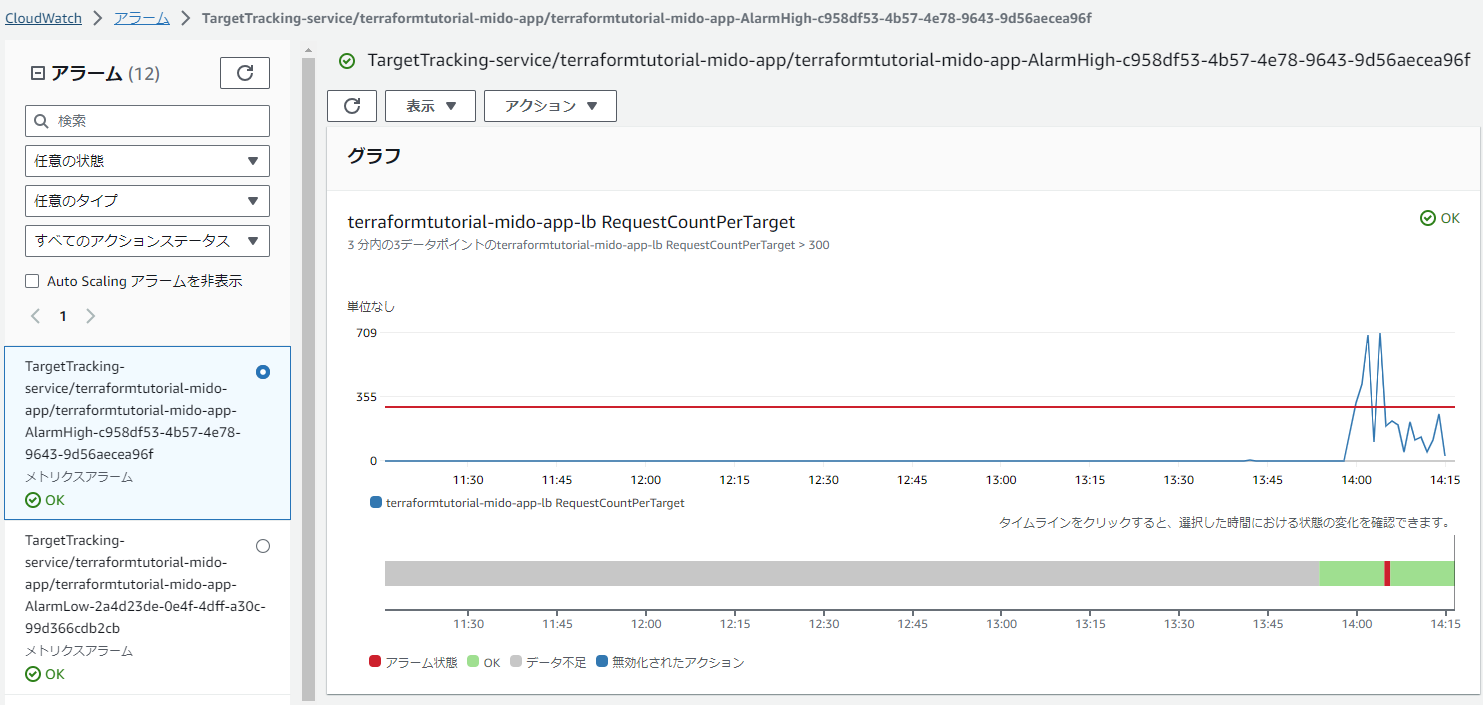 CloudWatch > アラーム > TargetTracking-service/terraformtutorial-mido-app/terraformtutorial-mido-app-AlarmHigh-c958df53-4b57-4e78-9643-9d56aecea96f
アラーム (12)
検索
任意の状態
任意のタイプ
すべてのアクションステータス
Auto Scaling アラームを非表示
1
TargetTracking-
service/terraformtutorial-mido-
app/terraformtutorial-mido-app-
AlarmHigh-c958df53-4b57-4e78-
9643-9d56aecea96f
メトリクスアラーム
OK
TargetTracking-
service/terraformtutorial-mido-
app/terraformtutorial-mido-app-
AlarmLow-2a4d23de-0e4f-4dff-a30c-
99d366cdb2cb
メトリクスアラーム
OK
TargetTracking-service/terraformtutorial-mido-app/terraformtutorial-mido-app-AlarmHigh-c958df53-4b57-4e78-9643-9d56aecea96f
表示 アクション
グラフ
terraformtutorial-mido-app-lb RequestCountPerTarget
OK
3 分内の3データポイントのterraformtutorial-mido-app-lb RequestCountPerTarget > 300
単位なし
709
355
0
11:30 11:45 12:00 12:15 12:30 12:45 13:00 13:15 13:30 13:45 14:00 14:15
terraformtutorial-mido-app-lb RequestCountPerTarget
タイムラインをクリックすると、選択した時間における状態の変化を確認できます。
11:30 11:45 12:00 12:15 12:30 12:45 13:00 13:15 13:30 13:45 14:00 14:15
アラーム状態 OK データ不足 無効化されたアクション